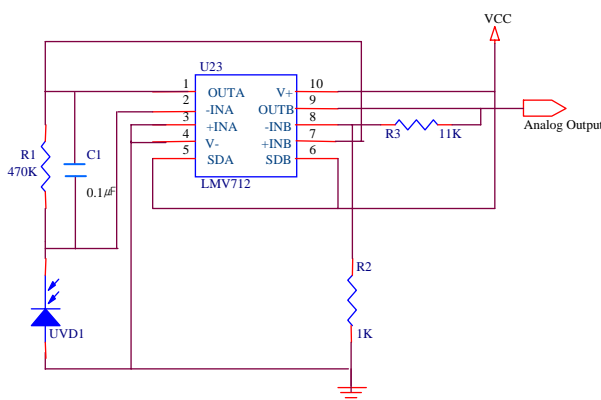 VCC
U23
1 OUTA V+ 10
2 -INA OUTB 9
3 +INA -INB 8
4 V- +INB 7
5 SDA SDB 6
LMV712
R3 11K
Analog Output
R1
470K
C1
0.1㎌
R2
1K
UVD1